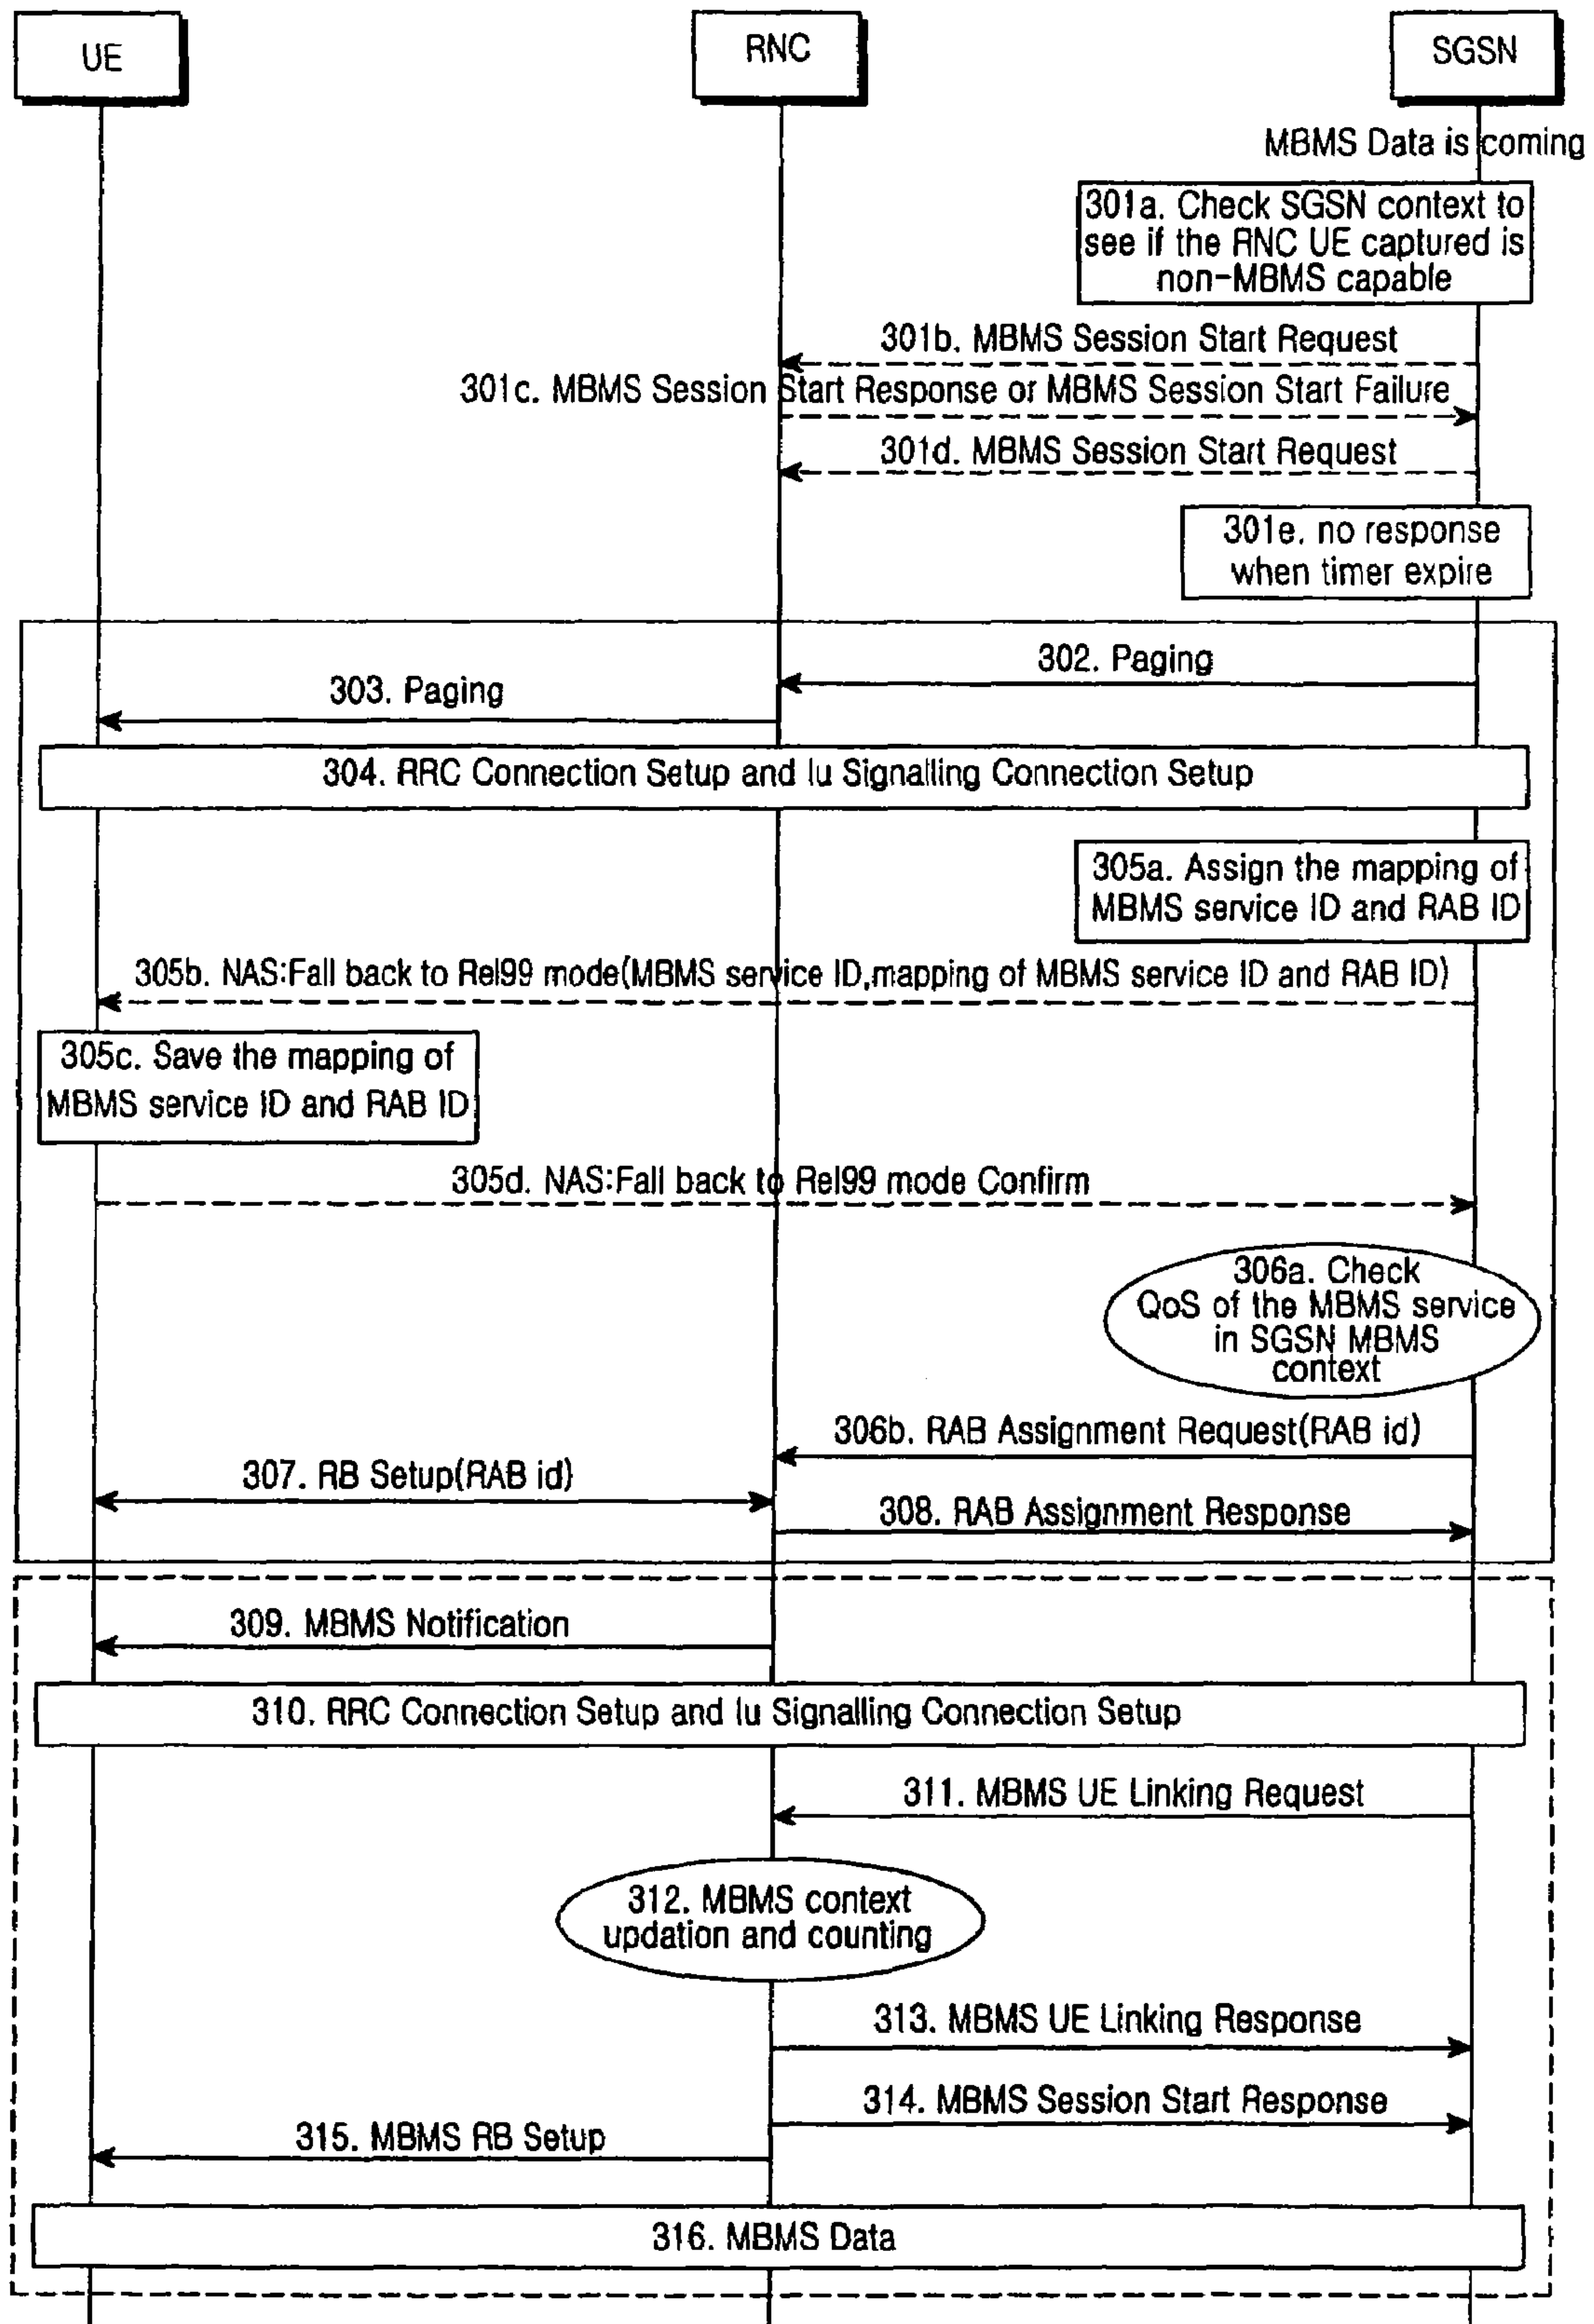 UE
RNC
SGSN
MBMS Data is coming
301a. Check SGSN context to
see if the RNC UE captured is
non-MBMS capable
301b. MBMS Session Start Request
301c. MBMS Session Start Response or MBMS Session Start Failure
301d. MBMS Session Start Request
301e. no response
when timer expire
302. Paging
303. Paging
304. RRC Connection Setup and Iu Signalling Connection Setup
305a. Assign the mapping of
MBMS service ID and RAB ID
305b. NAS:Fall back to Rel99 mode(MBMS service ID,mapping of MBMS service ID and RAB ID)
305c. Save the mapping of
MBMS service ID and RAB ID
305d. NAS:Fall back to Rel99 mode Confirm
306a. Check
QoS of the MBMS service
in SGSN MBMS
context
306b. RAB Assignment Request(RAB id)
307. RB Setup(RAB id)
308. RAB Assignment Response
309. MBMS Notification
310. RRC Connection Setup and Iu Signalling Connection Setup
311. MBMS UE Linking Request
312. MBMS context
updation and counting
313. MBMS UE Linking Response
314. MBMS Session Start Response
315. MBMS RB Setup
316. MBMS Data